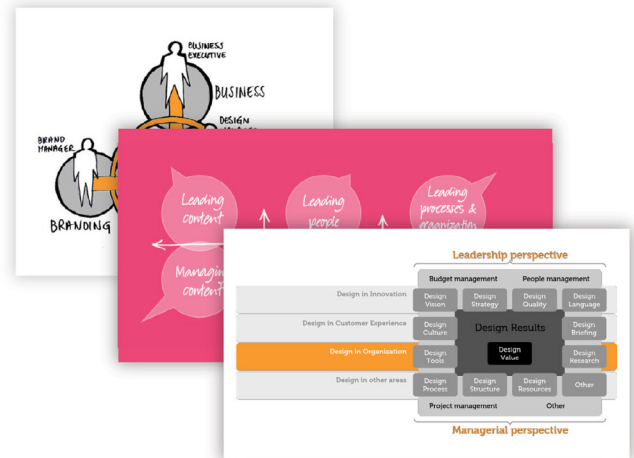 BUSINESS
EXECUTIVE
BUSINESS
DESIGN
BRAND
MANAGER
BRANDING
Leading
content
Leading
people
Leading
processes &
organization
Managing
content
Leadership perspective
Budget management People management
Design in Innovation
Design
Vision
Design
Strategy
Design
Quality
Design
Language
Design in Customer Experience
Design
Culture
Design Results
Design
Briefing
Design in Organisation
Design
Tools
Design
Value
Design
Research
Design in other areas
Design
Process
Design
Structure
Design
Resources
Other
Project management Other
Managerial perspective